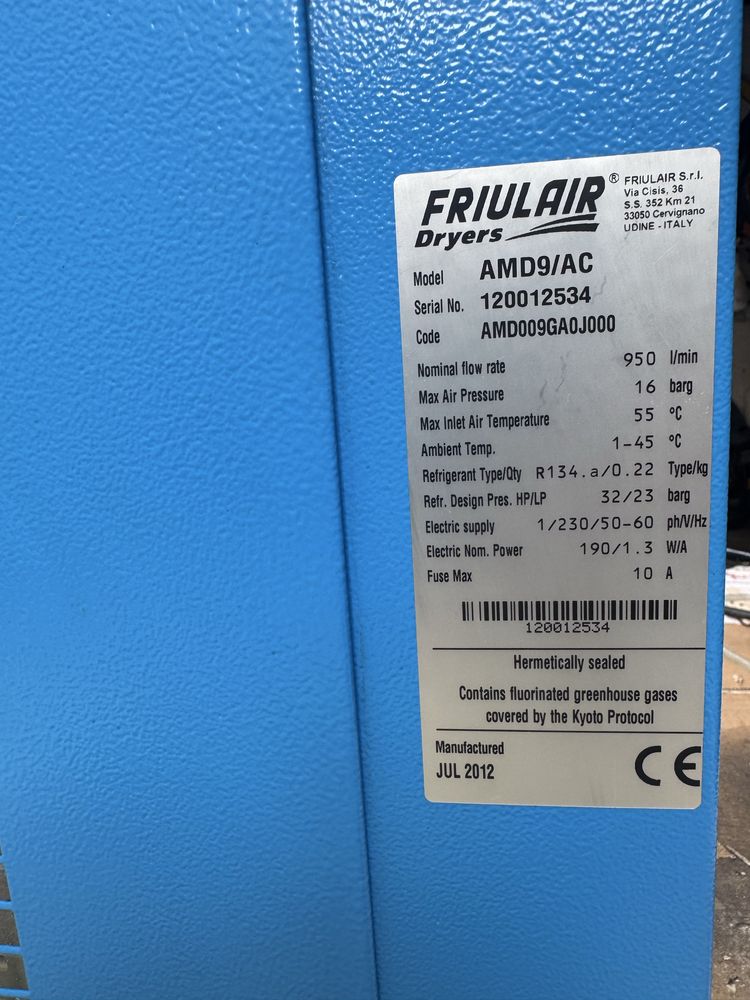 FRIULAIR ®
Dryers
FRIULAIR S.r.l.
Via Cisis, 36
S.S. 352 Km 21
33050 Cervignano
UDINE - ITALY
Model AMD9/AC
Serial No. 120012534
Code AMD009GA0J000
Nominal flow rate 950 l/min
Max Air Pressure 16 barg
Max Inlet Air Temperature 55 °C
Ambient Temp. 1-45 °C
Refrigerant Type/Qty R134.a/0.22 Type/kg
Refr. Design Pres. HP/LP 32/23 barg
Electric supply 1/230/50-60 ph/V/Hz
Electric Nom. Power 190/1.3 W/A
Fuse Max 10 A
120012534
Hermetically sealed
Contains fluorinated greenhouse gases
covered by the Kyoto Protocol
Manufactured
JUL 2012
CE